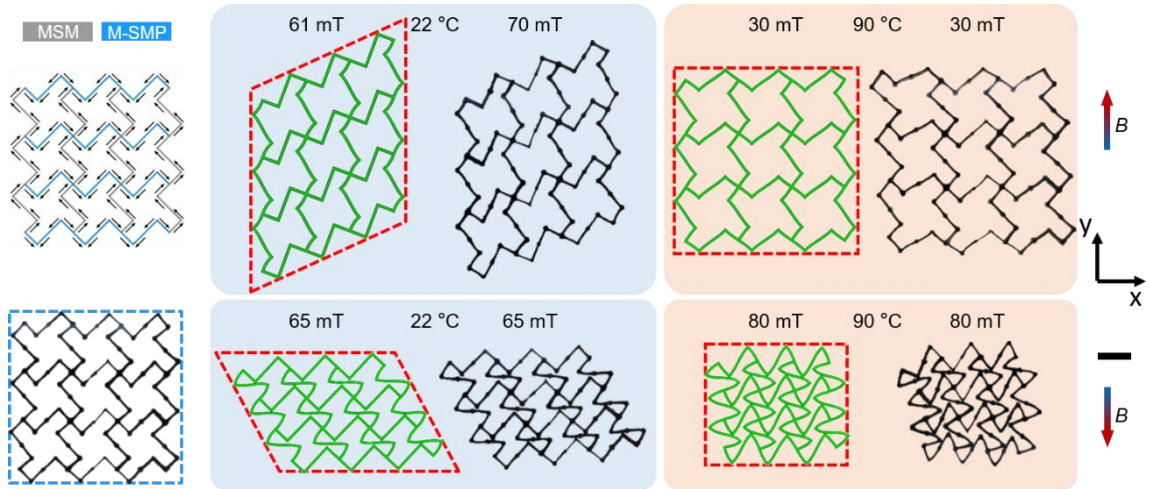 MSM M-SMP
61 mT 22 °C 70 mT
30 mT 90 °C 30 mT
B
y
x
65 mT 22 °C 65 mT
80 mT 90 °C 80 mT
B